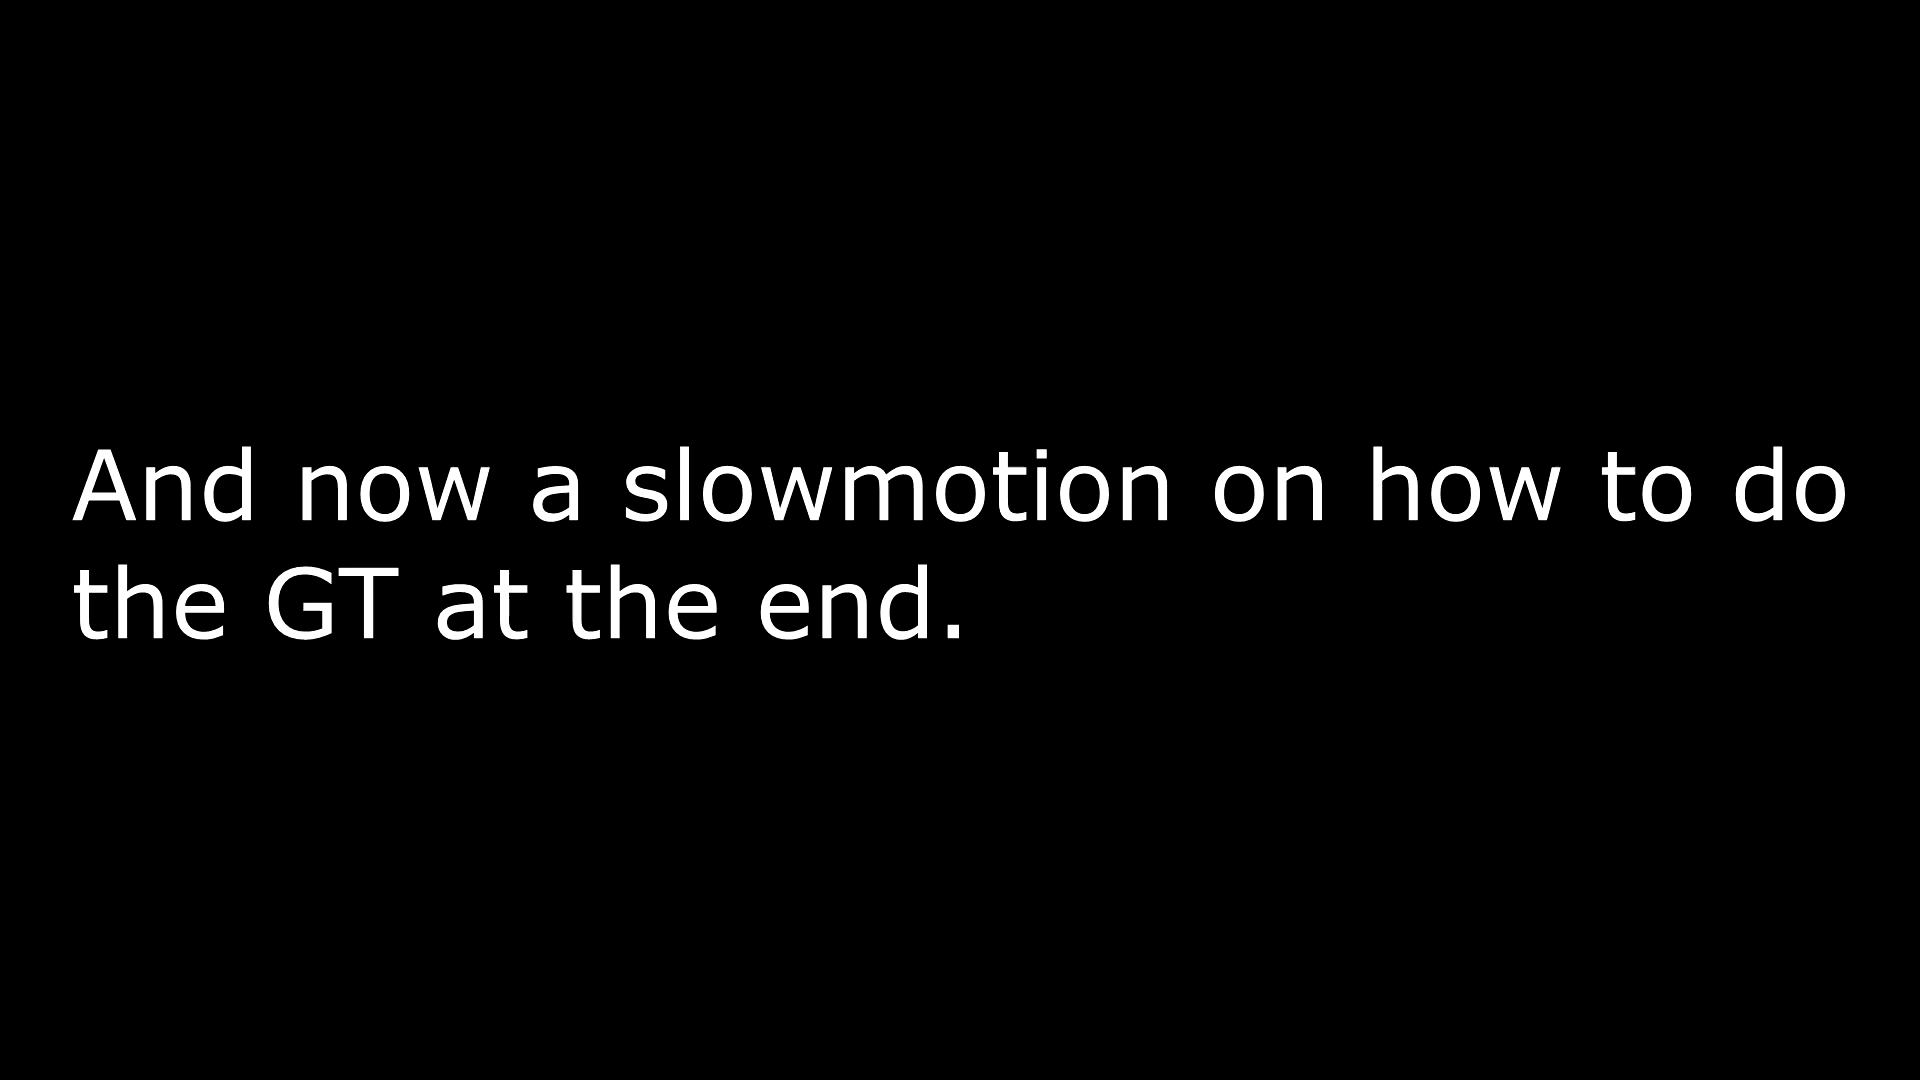 And now a slowmotion on how to do
the GT at the end.